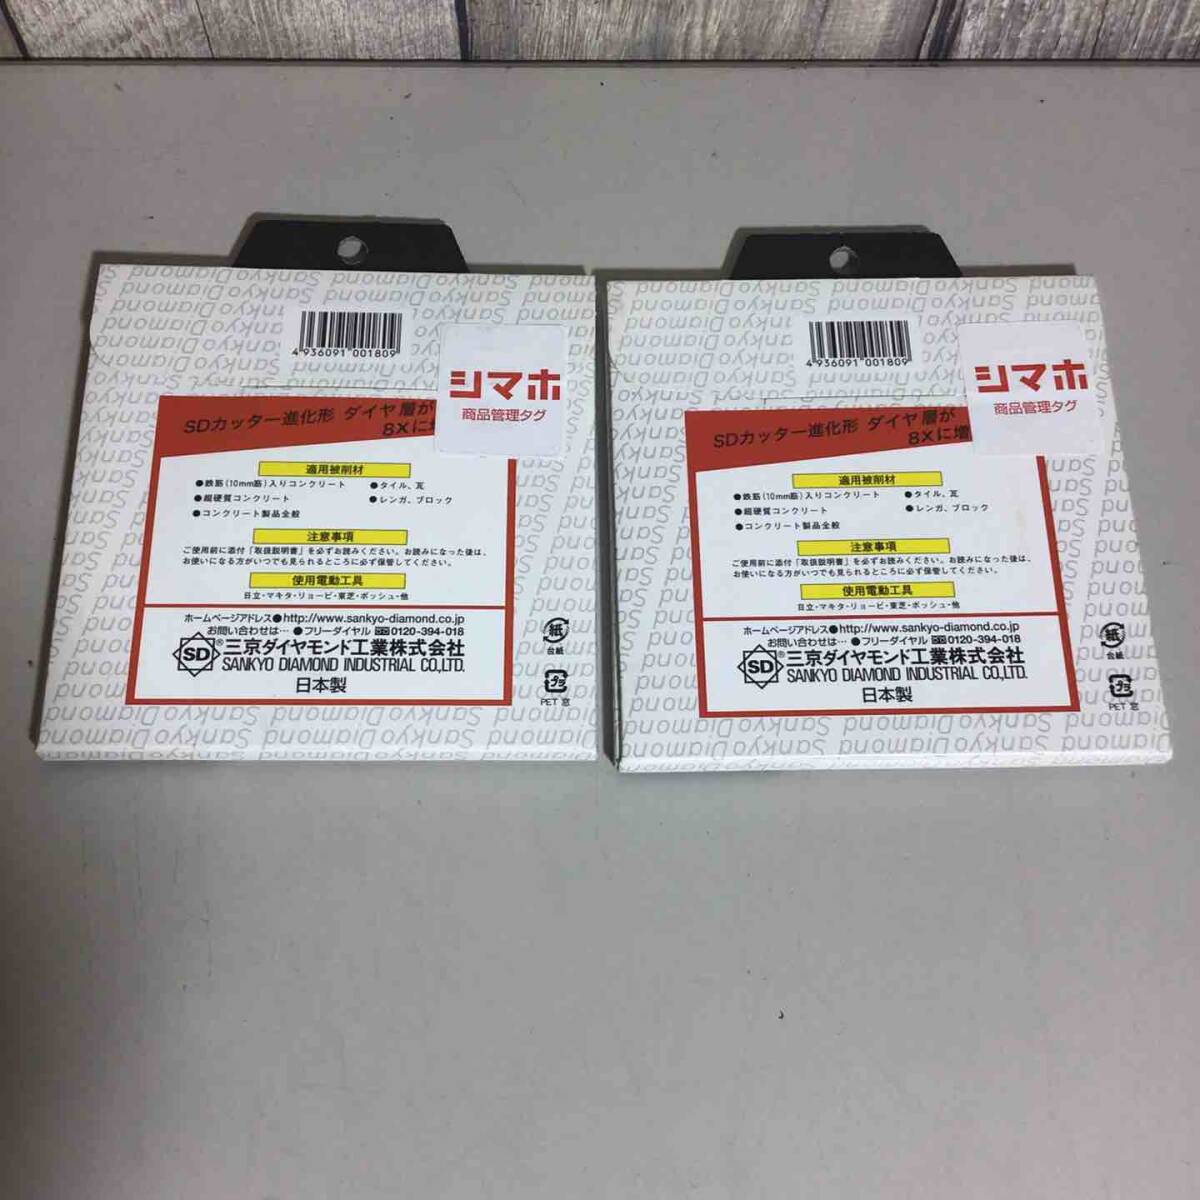 4 936091 001809
シマホ
商品管理タグ
SDカッター進化形 ダイヤ層が
8Xに増
適用被削材
●鉄筋(10mm筋)入りコンクリート ●タイル、瓦
●超硬質コンクリート ●レンガ、ブロック
●コンクリート製品全般
注意事項
ご使用前に添付「取扱説明書」を必ずお読みください。お読みになった後は、
お使いになる方がいつでも見られるところに必ず保管してください。
使用電動工具
日立・マキタ・リョービ・東芝・ボッシュ・他
ホームページアドレス●http://www.sankyo-diamond.co.jp
お問い合わせは…●フリーダイヤル 0120-394-018
SD® 三京ダイヤモンド工業株式会社
SANKYO DIAMOND INDUSTRIAL CO.,LTD.
日本製
紙
台紙
プラ
PET 窓
4 936091 001809
シマホ
商品管理タグ
SDカッター進化形 ダイヤ層が
8Xに増
適用被削材
●鉄筋(10mm筋)入りコンクリート ●タイル、瓦
●超硬質コンクリート ●レンガ、ブロック
●コンクリート製品全般
注意事項
ご使用前に添付「取扱説明書」を必ずお読みください。お読みになった後は、
お使いになる方がいつでも見られるところに必ず保管してください。
使用電動工具
日立・マキタ・リョービ・東芝・ボッシュ・他
ホームページアドレス●http://www.sankyo-diamond.co.jp
お問い合わせは…●フリーダイヤル 0120-394-018
SD® 三京ダイヤモンド工業株式会社
SANKYO DIAMOND INDUSTRIAL CO.,LTD.
日本製
紙
台紙
プラ
PET 窓
Sankyo Diamond